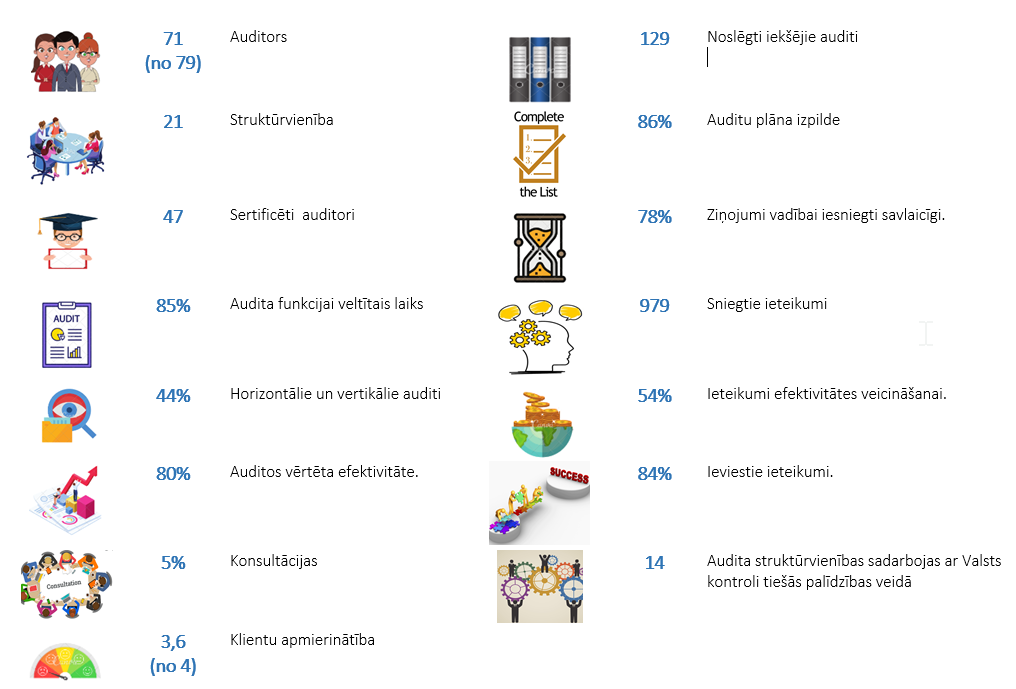 71
(no 79)
Auditors
21
Struktūrvienība
47
Sertificēti  auditori
AUDIT
85%
Audita funkcijai veltītais laiks
44%
Horizontālie un vertikālie auditi
80%
Auditos vērtēta efektivitāte.
Consultation
5%
Konsultācijas
3,6
(no 4)
Klientu apmierinātība
129
Noslēgti iekšējie auditi
Complete
1.
2.
3.
the List
86%
Auditu plāna izpilde
78%
Ziņojumi vadībai iesniegti savlaicīgi.
979
Sniegtie ieteikumi
54%
Ieteikumi efektivitātes veicināšanai.
SUCCESS
84%
Ieviestie ieteikumi.
14
Audita struktūrvienības sadarbojas ar Valsts
kontroli tiešās palīdzības veidā